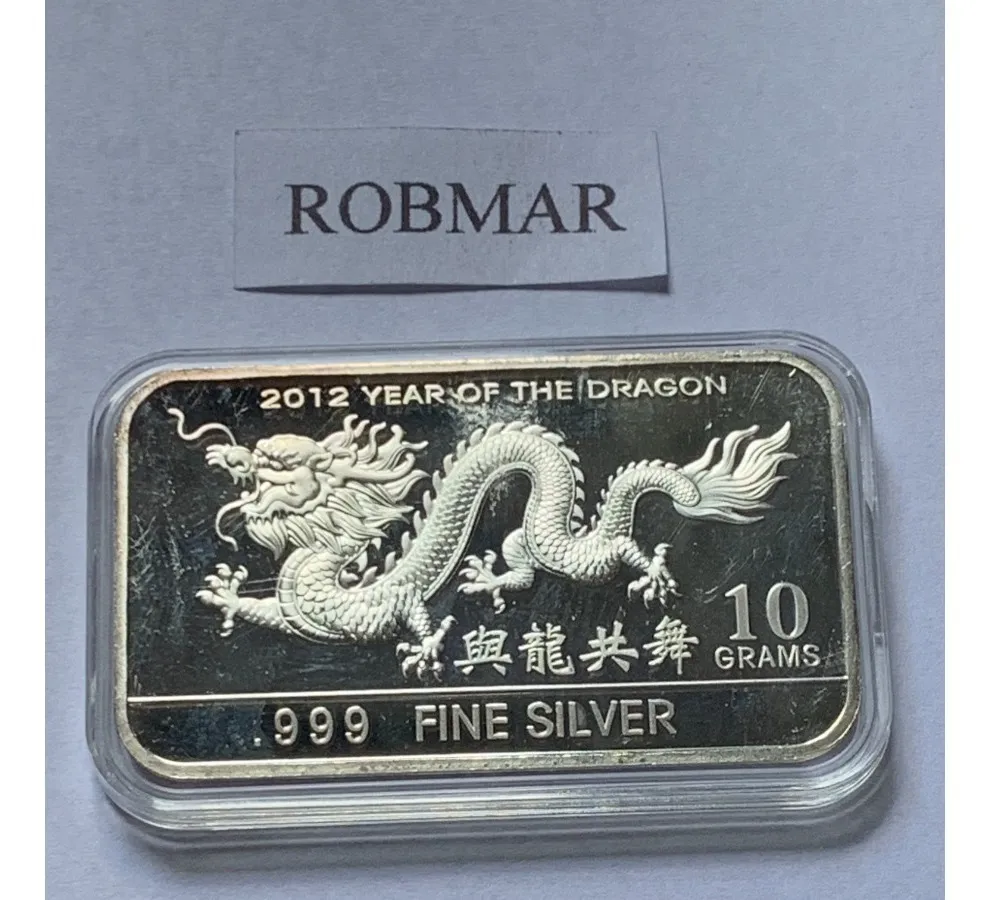 ROBMAR
2012 YEAR OF THE DRAGON
與龍共舞
10
GRAMS
.999 FINE SILVER